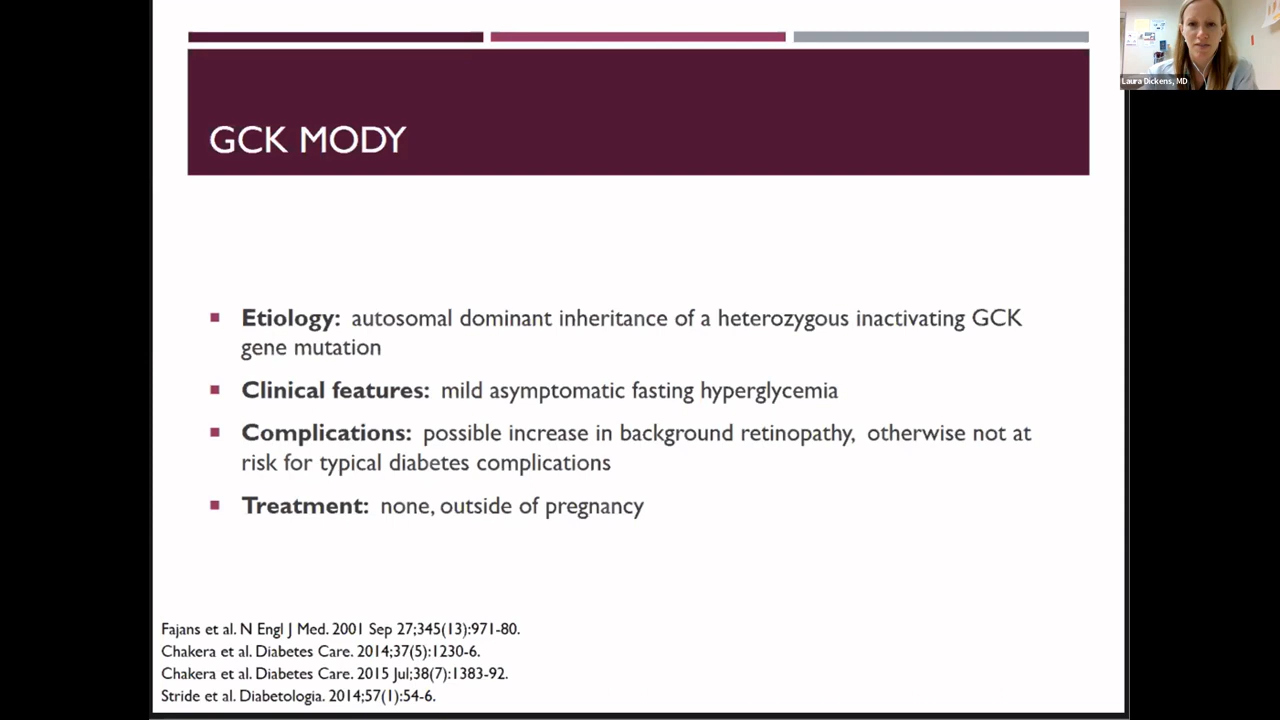 Laura Dickens, MD
GCK MODY
▪ Etiology: autosomal dominant inheritance of a heterozygous inactivating GCK
gene mutation
▪ Clinical features: mild asymptomatic fasting hyperglycemia
▪ Complications: possible increase in background retinopathy, otherwise not at
risk for typical diabetes complications
▪ Treatment: none, outside of pregnancy
Fajans et al. N Engl J Med. 2001 Sep 27;345(13):971-80.
Chakera et al. Diabetes Care. 2014;37(5):1230-6.
Chakera et al. Diabetes Care. 2015 Jul;38(7):1383-92.
Stride et al. Diabetologia. 2014;57(1):54-6.